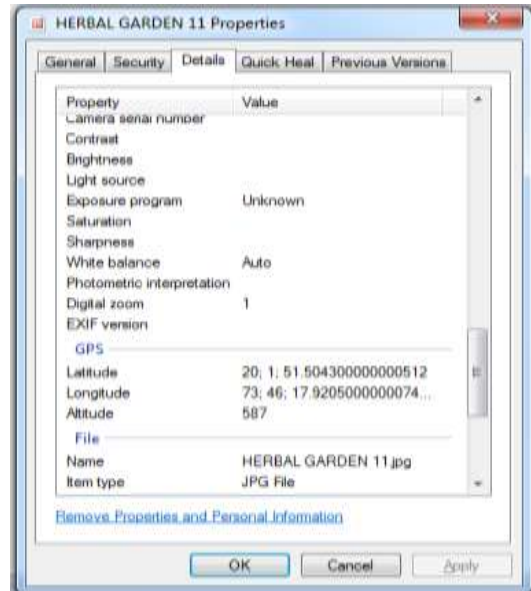 HERBAL GARDEN 11 Properties
General Security Details Quick Heal Previous Versions
Property Value
Camera serial number
Contrast
Brightness
Light source
Exposure program Unknown
Saturation
Sharpness
White balance Auto
Photometric interpretation
Digital zoom 1
EXIF version
GPS
Latitude 20; 1; 51.504300000000512
Longitude 73; 46; 17.9205000000074...
Altitude 587
File
Name HERBAL GARDEN 11.jpg
Item type JPG File
Remove Properties and Personal Information
OK Cancel Apply